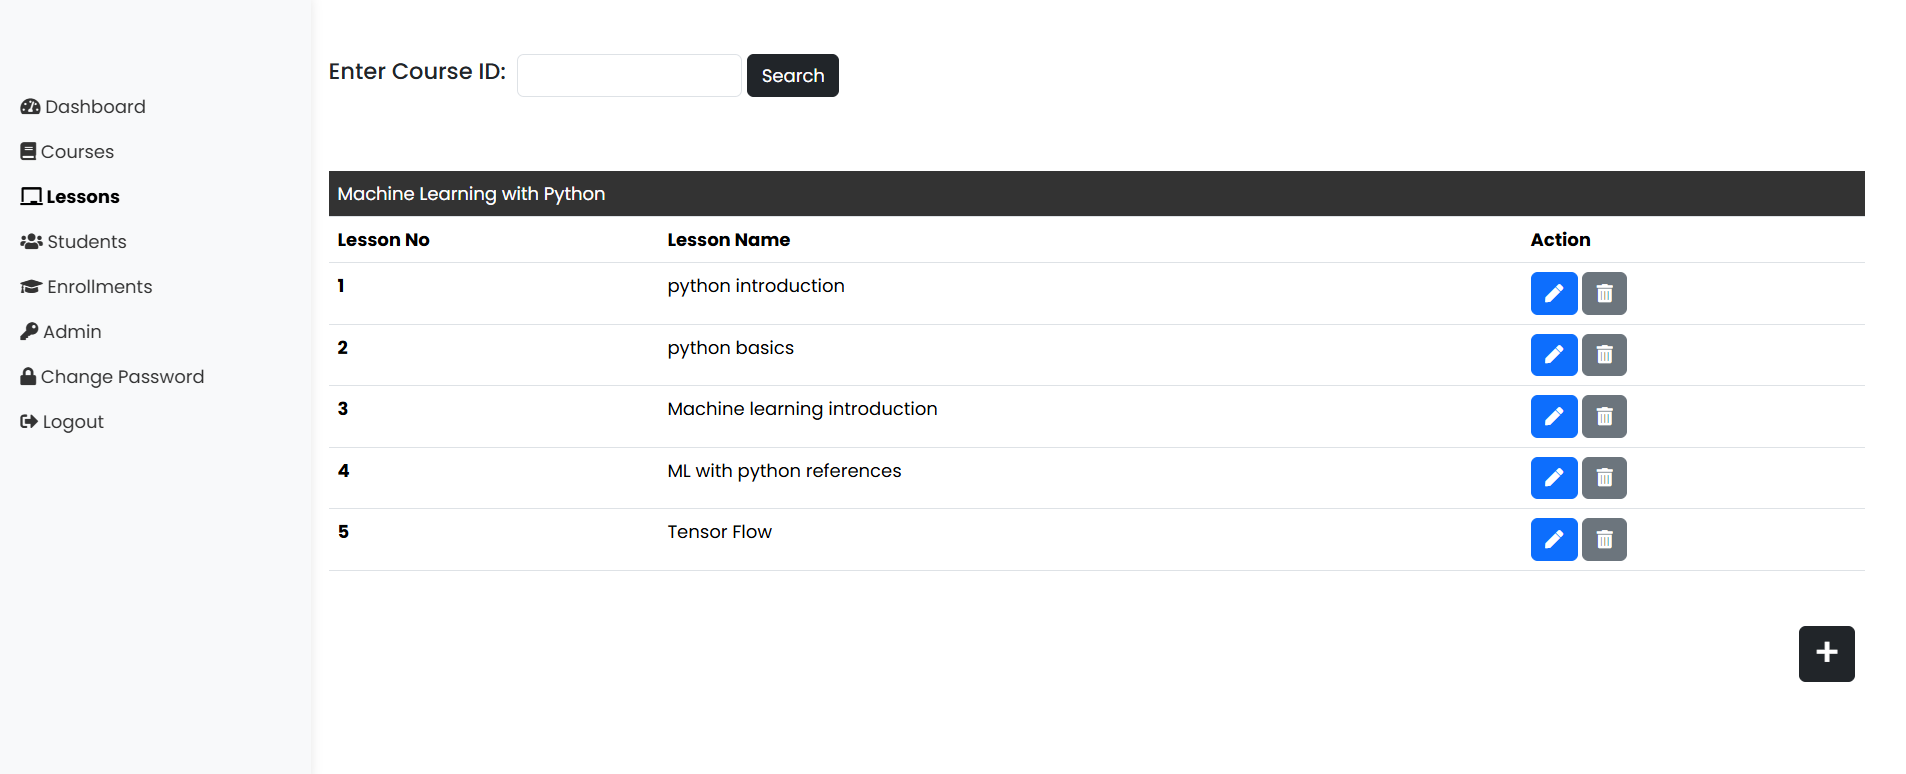 Dashboard
Courses
Lessons
Students
Enrollments
Admin
Change Password
Logout
Enter Course ID: Search
Machine Learning with Python
Lesson No Lesson Name Action
1 python introduction
2 python basics
3 Machine learning introduction
4 ML with python references
5 Tensor Flow